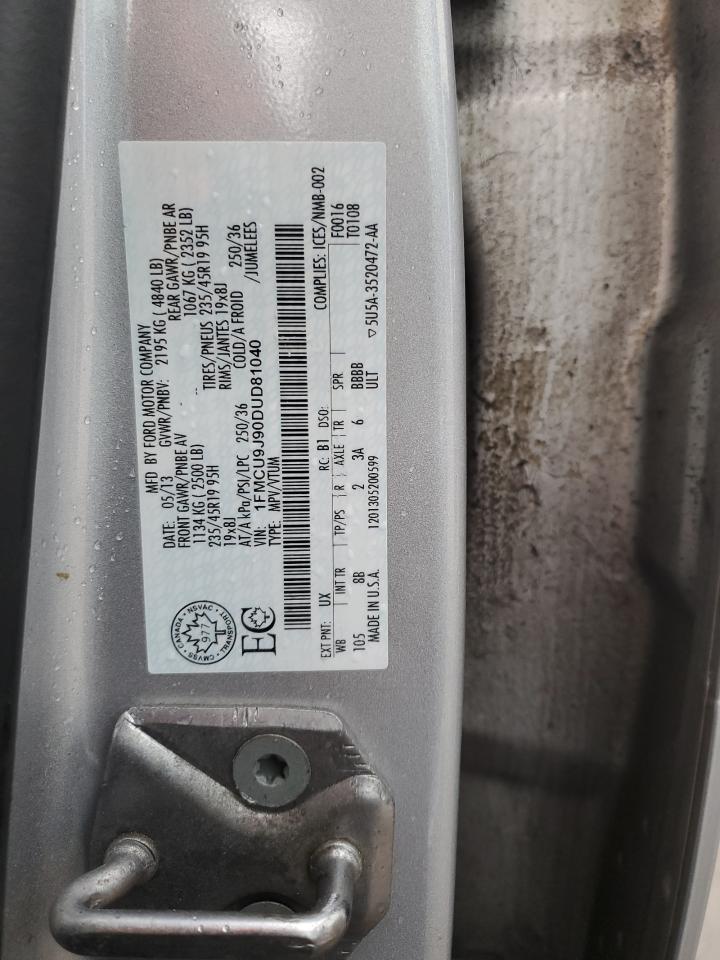 MFD. BY FORD MOTOR COMPANY
DATE: 05/13 GVWR/PNBV: 2195 KG ( 4840 LB)
FRONT GAWR/PNBE AV REAR GAWR/PNBE AR
1134 KG ( 2500 LB) 1067 KG ( 2352 LB)
235/45R19 95H TIRES/PNEUS 235/45R19 95H
19x8J RIMS/JANTES 19x8J
AT/A kPa/PSI/LPC 250/36 COLD/A FROID 250/36
VIN: 1FMCU9J90DUD81040 /JUMELEES
TYPE: MPV/VTUM
CANADA • NSVAC • TRANSPORT • CMVSS
977
EC
COMPLIES: ICES/NMB-002
EXT PNT: UX RC: B1 DSO: F0016
WB INT TR TP/PS R AXLE TR SPR T0108
105 8B 2 3A 6 BBBB
MADE IN U.S.A. 1201305200599 ULT ▽5U5A-3520472-AA